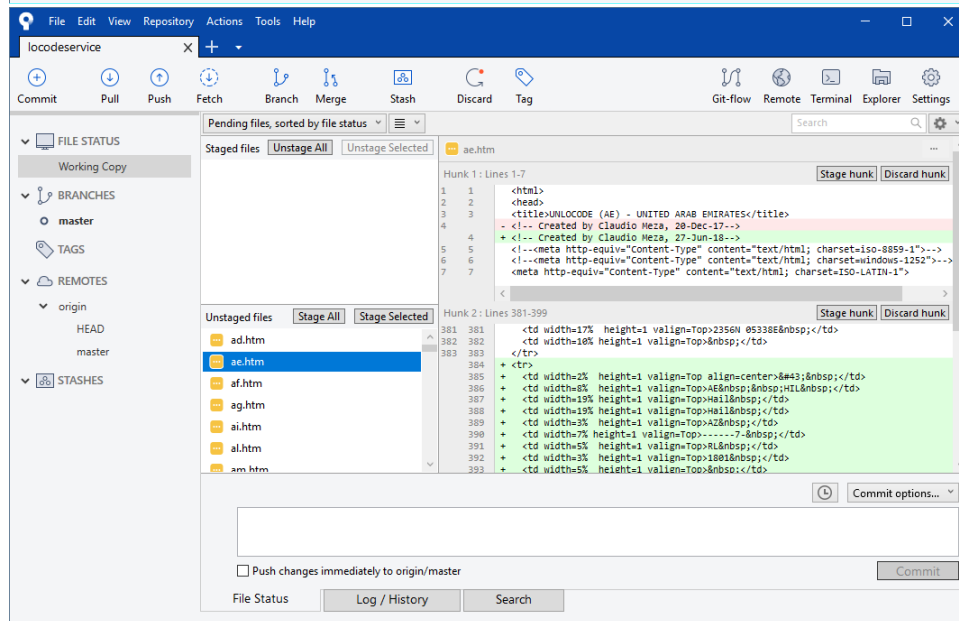 File Edit View Repository Actions Tools Help
locodeservice
Commit Pull Push Fetch Branch Merge Stash Discard Tag Git-flow Remote Terminal Explorer Settings
Pending files, sorted by file status Search
FILE STATUS
Working Copy
BRANCHES
master
TAGS
REMOTES
origin
HEAD
master
STASHES
Staged files Unstage All Unstage Selected
Unstaged files Stage All Stage Selected
ad.htm
ae.htm
af.htm
ag.htm
ai.htm
al.htm
am.htm
ae.htm ...
Hunk 1 : Lines 1-7 Stage hunk Discard hunk
1 1 <html>
2 2 <head>
3 3 <title>UNLOCODE (AE) - UNITED ARAB EMIRATES</title>
4 - <!-- Created by Claudio Meza, 20-Dec-17-->
4 + <!-- Created by Claudio Meza, 27-Jun-18-->
5 5 <!--<meta http-equiv="Content-Type" content="text/html; charset=iso-8859-1">-->
6 6 <!--<meta http-equiv="Content-Type" content="text/html; charset=windows-1252">-->
7 7 <meta http-equiv="Content-Type" content="text/html; charset=ISO-LATIN-1">
Hunk 2 : Lines 381-399 Stage hunk Discard hunk
381 381 <td width=17% height=1 valign=Top>2356N 05338E&nbsp;</td>
382 382 <td width=10% height=1 valign=Top>&nbsp;</td>
383 383 </tr>
384 + <tr>
385 + <td width=2% height=1 valign=Top align=center>&#43;&nbsp;</td>
386 + <td width=8% height=1 valign=Top>AE&nbsp;&nbsp;HIL&nbsp;</td>
387 + <td width=19% height=1 valign=Top>Hail&nbsp;</td>
388 + <td width=19% height=1 valign=Top>Hail&nbsp;</td>
389 + <td width=3% height=1 valign=Top>AZ&nbsp;</td>
390 + <td width=7% height=1 valign=Top>------7-&nbsp;</td>
391 + <td width=5% height=1 valign=Top>RL&nbsp;</td>
392 + <td width=3% height=1 valign=Top>1801&nbsp;</td>
393 + <td width=5% height=1 valign=Top>&nbsp;</td>
Commit options...
Push changes immediately to origin/master
Commit
File Status Log / History Search